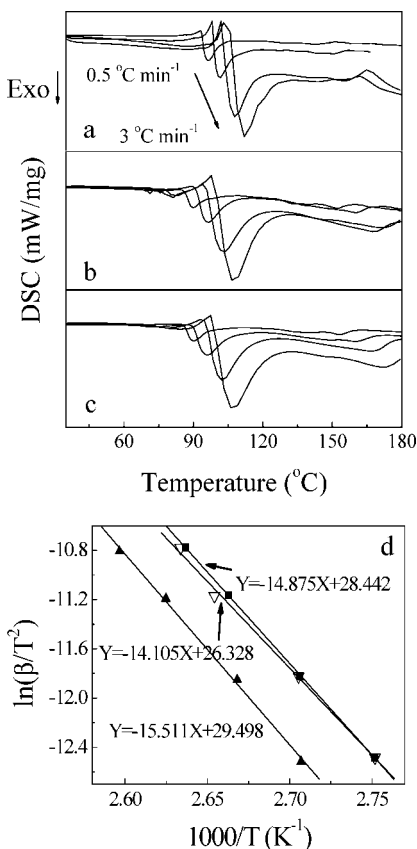 Exo
0.5 °C min⁻¹
3 °C min⁻¹
a
b
c
DSC (mW/mg)
60 90 120 150 180
Temperature (°C)
d
-10.8
-11.2
-11.6
-12.0
-12.4
ln(β/T²)
Y=-14.875X+28.442
Y=-14.105X+26.328
Y=-15.511X+29.498
2.60 2.65 2.70 2.75
1000/T (K⁻¹)